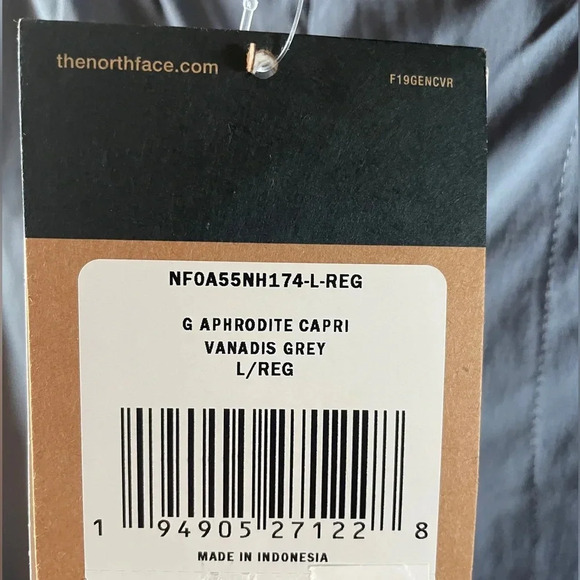 thenorthface.com
F19GENCVR
NF0A55NH174-L-REG
G APHRODITE CAPRI
VANADIS GREY
L/REG
1 94905 27122 8
MADE IN INDONESIA